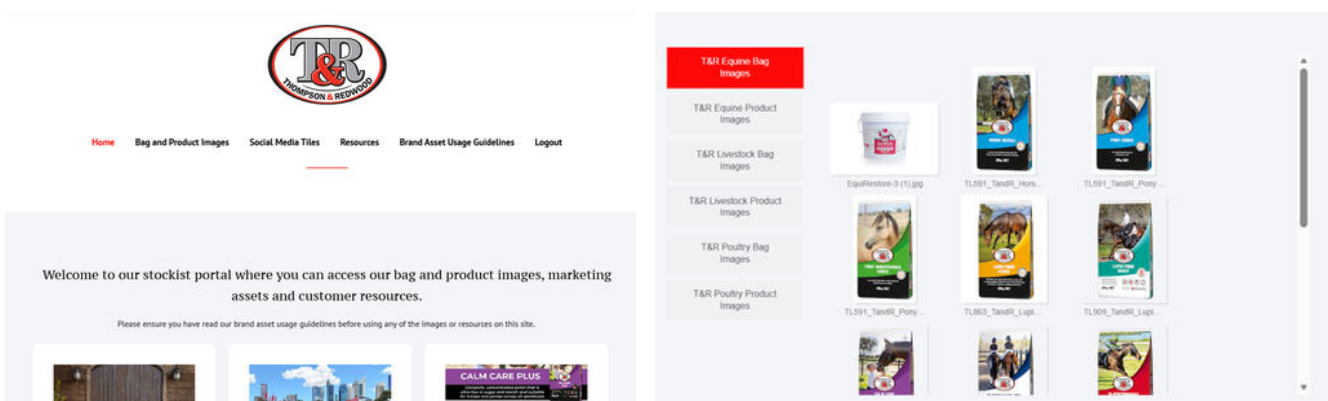 T&R
THOMPSON & REDWOOD
Home Bag and Product Images Social Media Tiles Resources Brand Asset Usage Guidelines Logout
Welcome to our stockist portal where you can access our bag and product images, marketing
assets and customer resources.
Please ensure you have read our brand asset usage guidelines before using any of the images or resources on this site.
CALM CARE PLUS
T&R Equine Bag
Images
T&R Equine Product
Images
T&R Livestock Bag
Images
T&R Livestock Product
Images
T&R Poultry Bag
Images
T&R Poultry Product
Images
EquiRestore-3 (1).jpg
TL591_TandR_Hors...
TL591_TandR_Pony...
TL591_TandR_Pony...
TL863_TandR_Lupi...
TL909_TandR_Lupi...